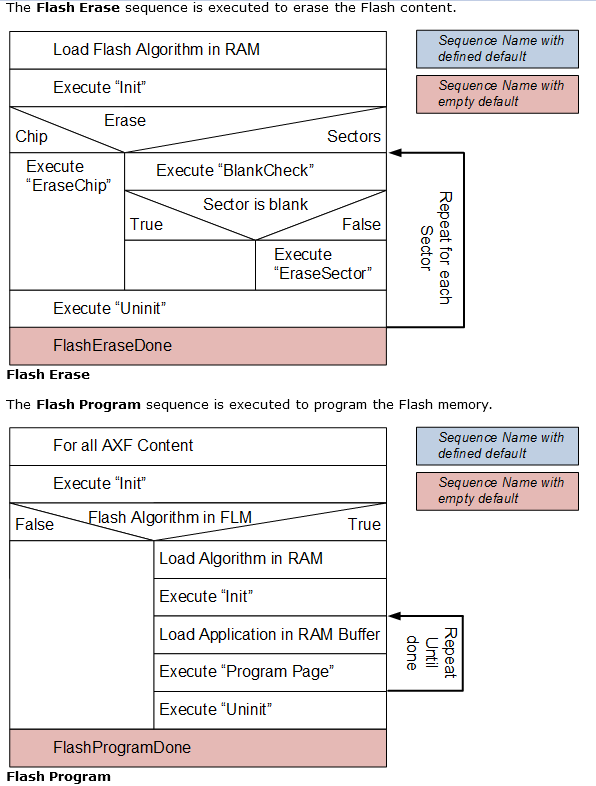 The Flash Erase sequence is executed to erase the Flash content.
Load Flash Algorithm in RAM
Sequence Name with
defined default
Execute “Init”
Sequence Name with
empty default
Erase
Chip
Sectors
Execute
“EraseChip”
Execute “BlankCheck”
Sector is blank
True
False
Execute
“EraseSector”
Repeat for each
Sector
Execute “Uninit”
FlashEraseDone
Flash Erase
The Flash Program sequence is executed to program the Flash memory.
For all AXF Content
Sequence Name with
defined default
Execute “Init”
Sequence Name with
empty default
Flash Algorithm in FLM
False
True
Load Algorithm in RAM
Execute “Init”
Load Application in RAM Buffer
Execute “Program Page”
Repeat
Until
done
Execute “Uninit”
FlashProgramDone
Flash Program